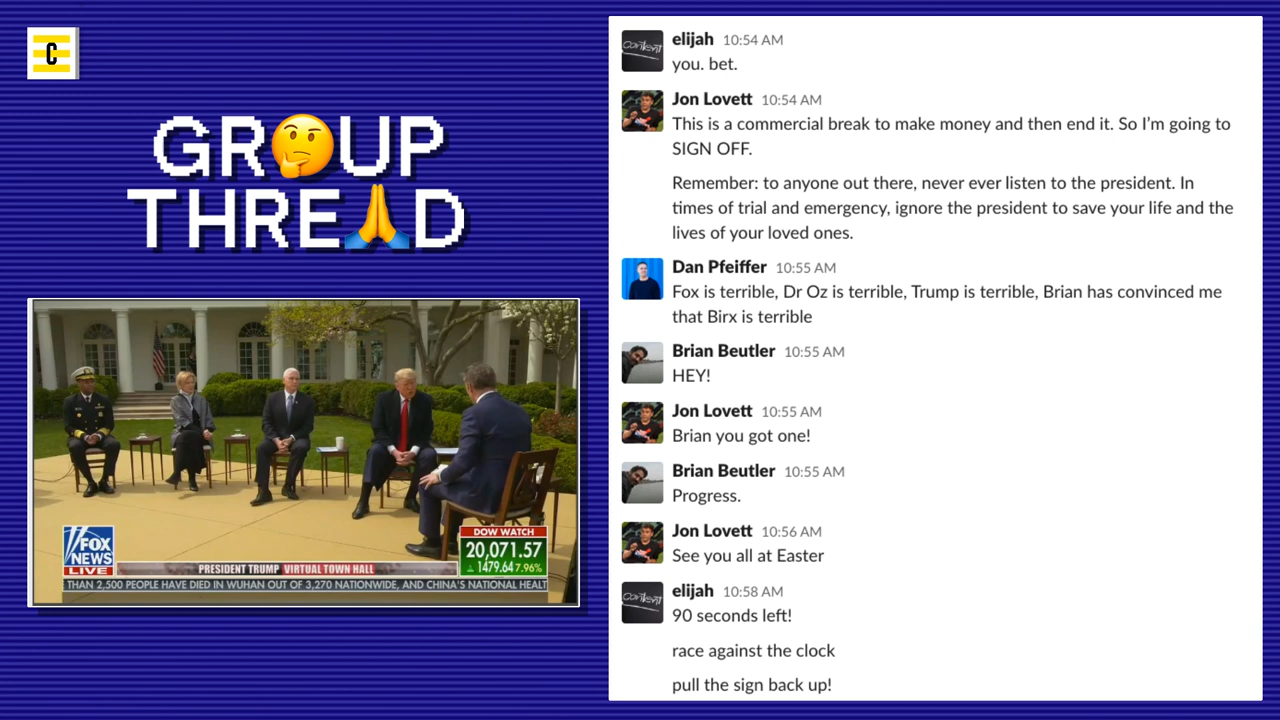 C
GR🤔UP
THRE🙏D
FOX
NEWS
LIVE
DOW WATCH
20,071.57
▲ 1479.64 7.96%
PRESIDENT TRUMP VIRTUAL TOWN HALL
THAN 2,500 PEOPLE HAVE DIED IN WUHAN OUT OF 3,270 NATIONWIDE, AND CHINA'S NATIONAL HEALT
content
elijah 10:54 AM
you. bet.
Jon Lovett 10:54 AM
This is a commercial break to make money and then end it. So I'm going to
SIGN OFF.
Remember: to anyone out there, never ever listen to the president. In
times of trial and emergency, ignore the president to save your life and the
lives of your loved ones.
Dan Pfeiffer 10:55 AM
Fox is terrible, Dr Oz is terrible, Trump is terrible, Brian has convinced me
that Birx is terrible
Brian Beutler 10:55 AM
HEY!
Jon Lovett 10:55 AM
Brian you got one!
Brian Beutler 10:55 AM
Progress.
Jon Lovett 10:56 AM
See you all at Easter
content
elijah 10:58 AM
90 seconds left!
race against the clock
pull the sign back up!